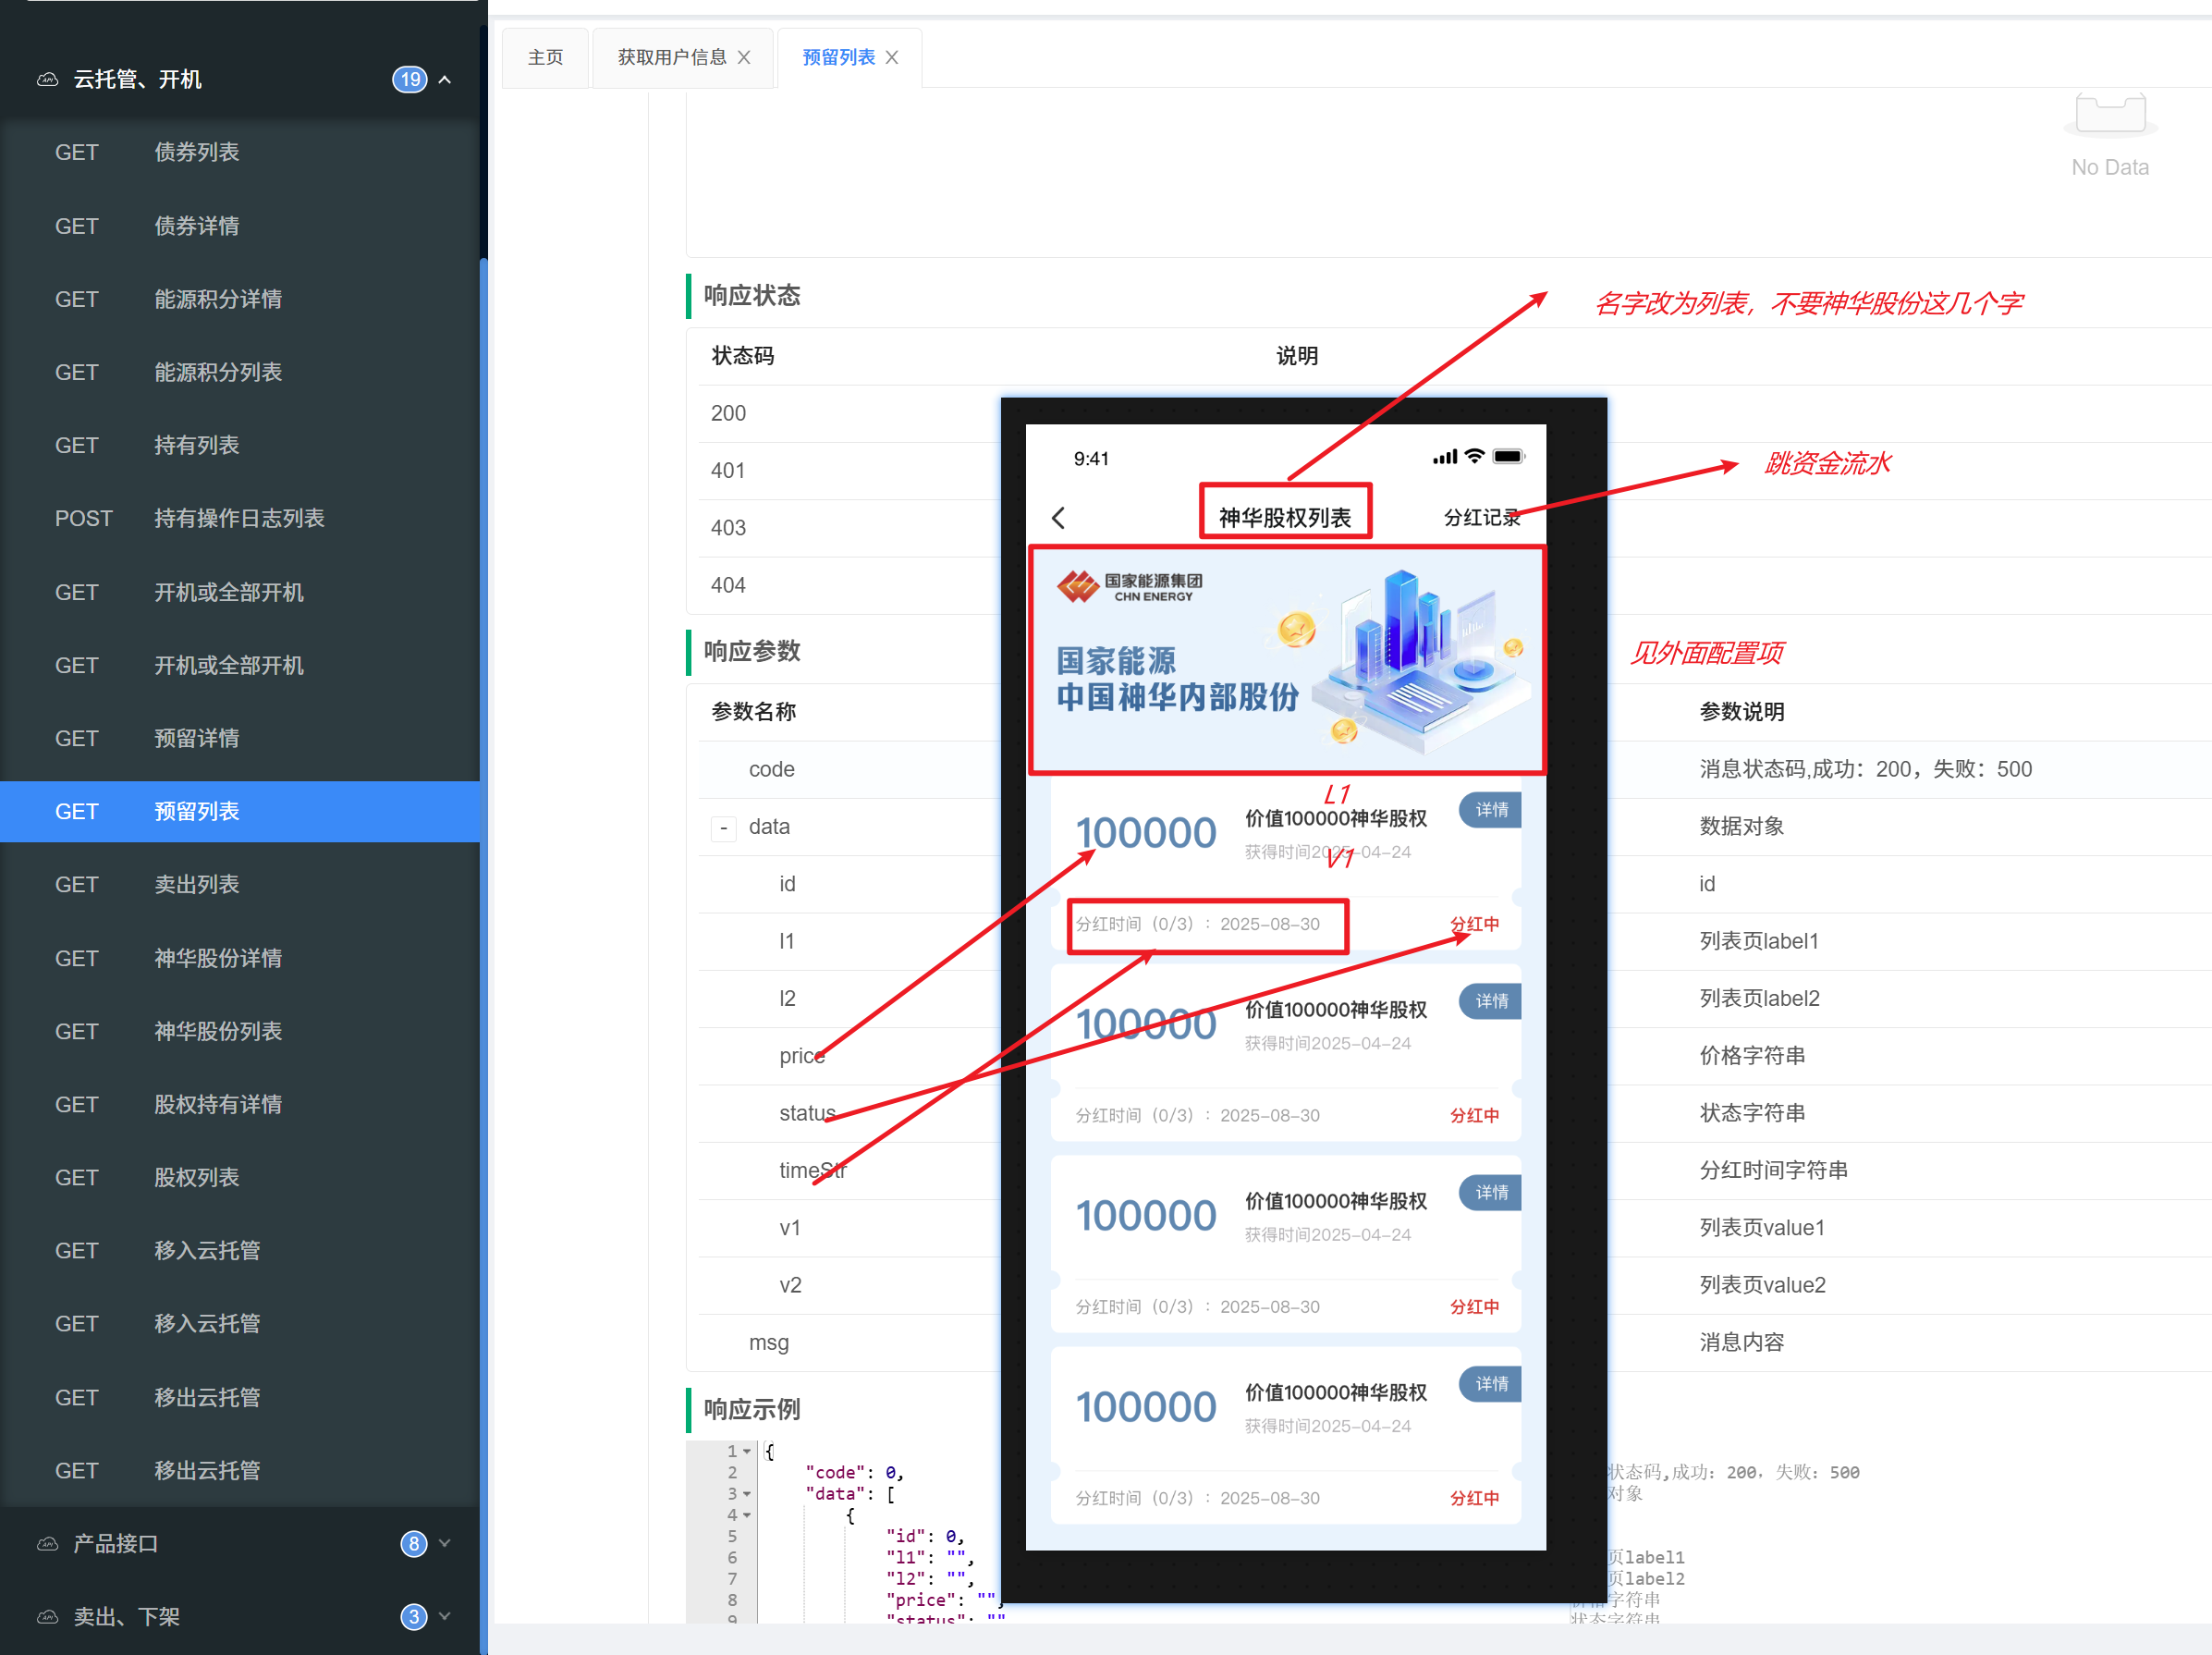 云托管、开机 19
GET 债券列表
GET 债券详情
GET 能源积分详情
GET 能源积分列表
GET 持有列表
POST 持有操作日志列表
GET 开机或全部开机
GET 开机或全部开机
GET 预留详情
GET 预留列表
GET 卖出列表
GET 神华股份详情
GET 神华股份列表
GET 股权持有详情
GET 股权列表
GET 移入云托管
GET 移入云托管
GET 移出云托管
GET 移出云托管
产品接口 8
卖出、下架 3
主页 获取用户信息 预留列表
No Data
响应状态
名字改为列表，不要神华股份这几个字
状态码 说明
200
401
403
404
跳资金流水
响应参数
见外面配置项
参数名称 参数说明
code 消息状态码,成功：200，失败：500
- data 数据对象
id id
l1 列表页label1
l2 列表页label2
price 价格字符串
status 状态字符串
timeStr 分红时间字符串
v1 列表页value1
v2 列表页value2
msg 消息内容
响应示例
1 {
2 "code": 0, 状态码,成功：200，失败：500
3 "data": [ 对象
4 {
5 "id": 0,
6 "l1": "", 页label1
7 "l2": "", 页label2
8 "price": "", 价格字符串
9 "status": "" 状态字符串
9:41
神华股权列表 分红记录
国家能源集团
CHN ENERGY
国家能源
中国神华内部股份
L1
100000 价值100000神华股权 详情
获得时间2025-04-24
V1
分红时间（0/3）：2025-08-30 分红中
100000 价值100000神华股权 详情
获得时间2025-04-24
分红时间（0/3）：2025-08-30 分红中
100000 价值100000神华股权 详情
获得时间2025-04-24
分红时间（0/3）：2025-08-30 分红中
100000 价值100000神华股权 详情
获得时间2025-04-24
分红时间（0/3）：2025-08-30 分红中